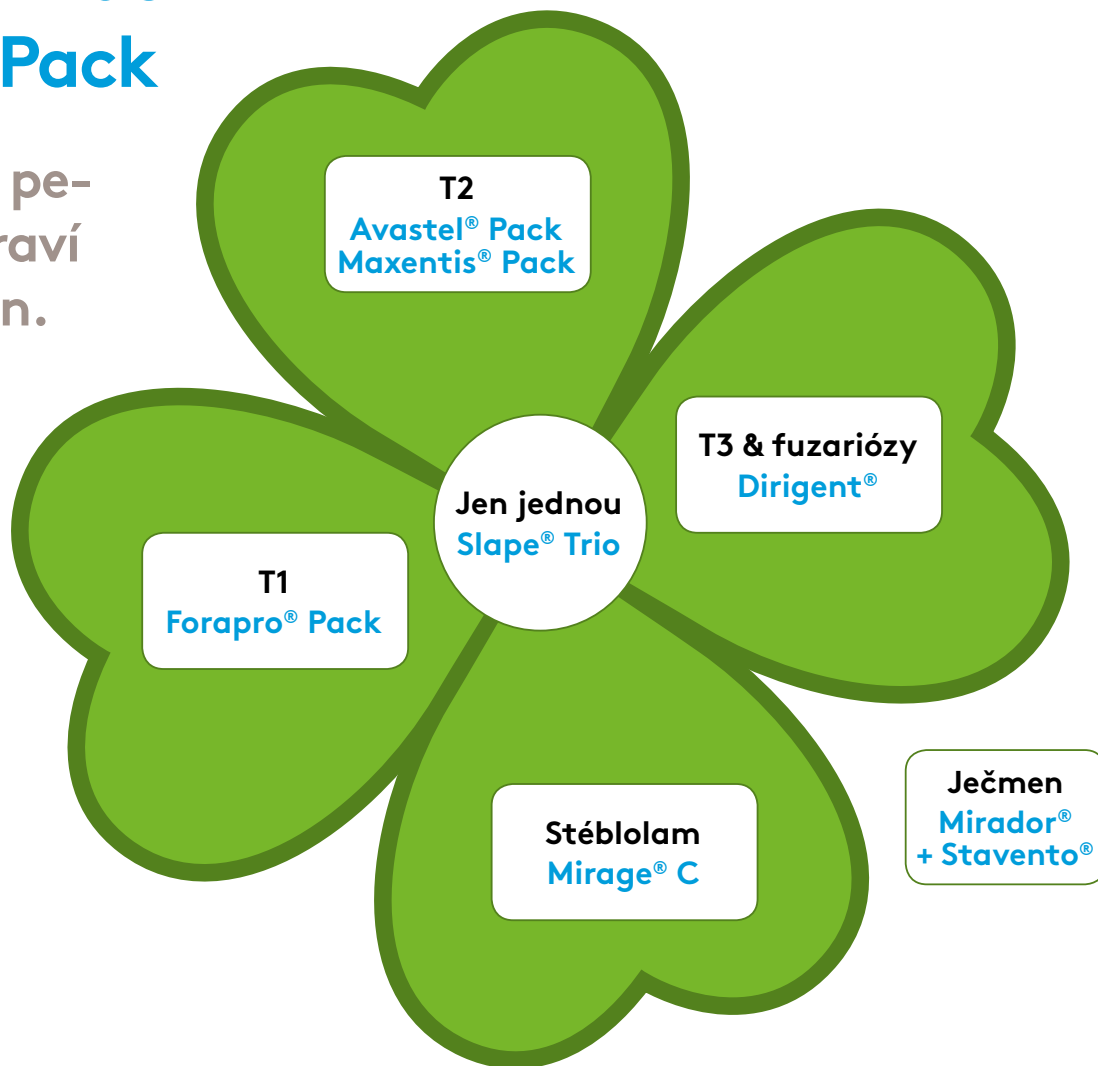 Pack
pe-
raví
n.
T2
Avastel® Pack
Maxentis® Pack
T3 & fuzariózy
Dirigent®
Jen jednou
Slape® Trio
T1
Forapro® Pack
Stéblolam
Mirage® C
Ječmen
Mirador®
+ Stavento®